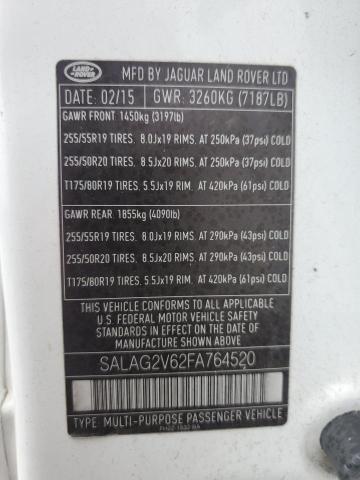 LAND
ROVER
MFD BY JAGUAR LAND ROVER LTD
DATE: 02/15 GWR: 3260KG (7187LB)
GAWR FRONT 1450kg (3197lb)
255/55R19 TIRES. 8.0Jx19 RIMS. AT 250kPa (37psi) COLD
255/50R20 TIRES. 8.5Jx20 RIMS. AT 250kPa (37psi) COLD
T175/80R19 TIRES. 5.5Jx19 RIMS. AT 420kPa (61psi) COLD
GAWR REAR: 1855kg (4090lb)
255/55R19 TIRES. 8.0Jx19 RIMS. AT 290kPa (43psi) COLD
255/50R20 TIRES. 8.5Jx20 RIMS. AT 290kPa (43psi) COLD
T175/80R19 TIRES. 5.5Jx19 RIMS. AT 420kPa (61psi) COLD
THIS VEHICLE CONFORMS TO ALL APPLICABLE
U.S. FEDERAL MOTOR VEHICLE SAFETY
STANDARDS IN EFFECT ON THE DATE OF
MANUFACTURE SHOWN ABOVE
SALAG2V62FA764520
TYPE: MULTI-PURPOSE PASSENGER VEHICLE